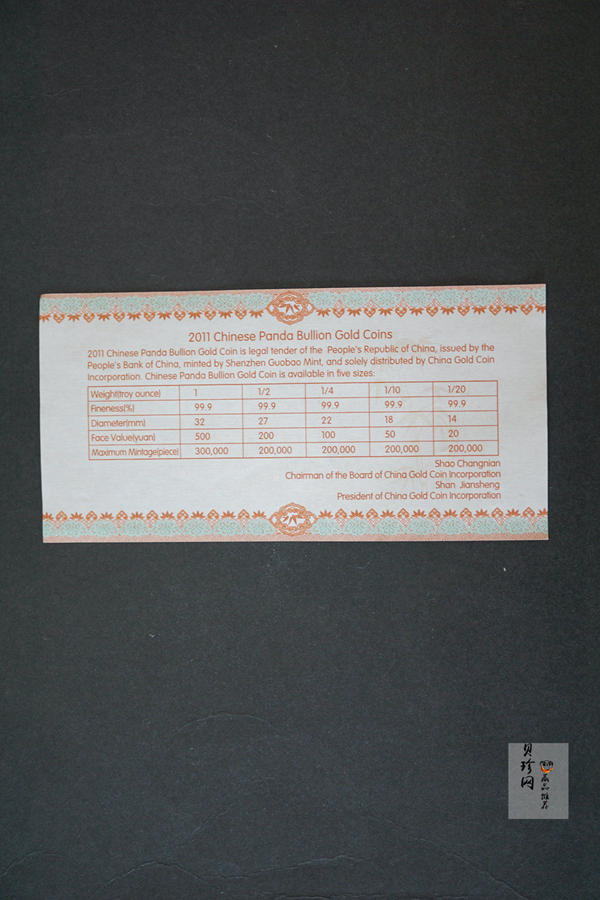 2011 Chinese Panda Bullion Gold Coins
2011 Chinese Panda Bullion Gold Coin is legal tender of the People's Republic of China, issued by the
People's Bank of China, minted by Shenzhen Guobao Mint, and solely distributed by China Gold Coin
Incorporation. Chinese Panda Bullion Gold Coin is available in five sizes:
Weight(troy ounce) 1 1/2 1/4 1/10 1/20
Fineness(%) 99.9 99.9 99.9 99.9 99.9
Diameter(mm) 32 27 22 18 14
Face Value(yuan) 500 200 100 50 20
Maximum Mintage(piece) 300,000 200,000 200,000 200,000 200,000
Shao Changnian
Chairman of the Board of China Gold Coin Incorporation
Shan Jiansheng
President of China Gold Coin Incorporation
贝珍网
藏品推荐